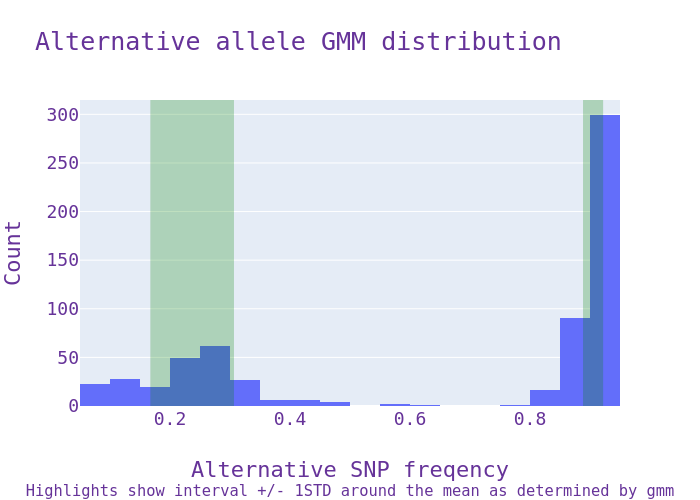 Alternative allele GMM distribution
300
250
200
150
100
50
0
Count
0.2
0.4
0.6
0.8
Alternative SNP freqency
Highlights show interval +/- 1STD around the mean as determined by gmm